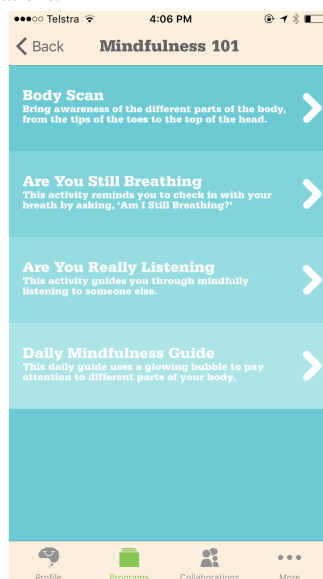 Telstra 4:06 PM
Back Mindfulness 101
Body Scan
Bring awareness of the different parts of the body,
from the tips of the toes to the top of the head.
Are You Still Breathing
This activity reminds you to check in with your
breath by asking, 'Am I Still Breathing?'
Are You Really Listening
This activity guides you through mindfully
listening to someone else.
Daily Mindfulness Guide
This daily guide uses a glowing bubble to pay
attention to different parts of your body.
Profile Programs Collaborations More